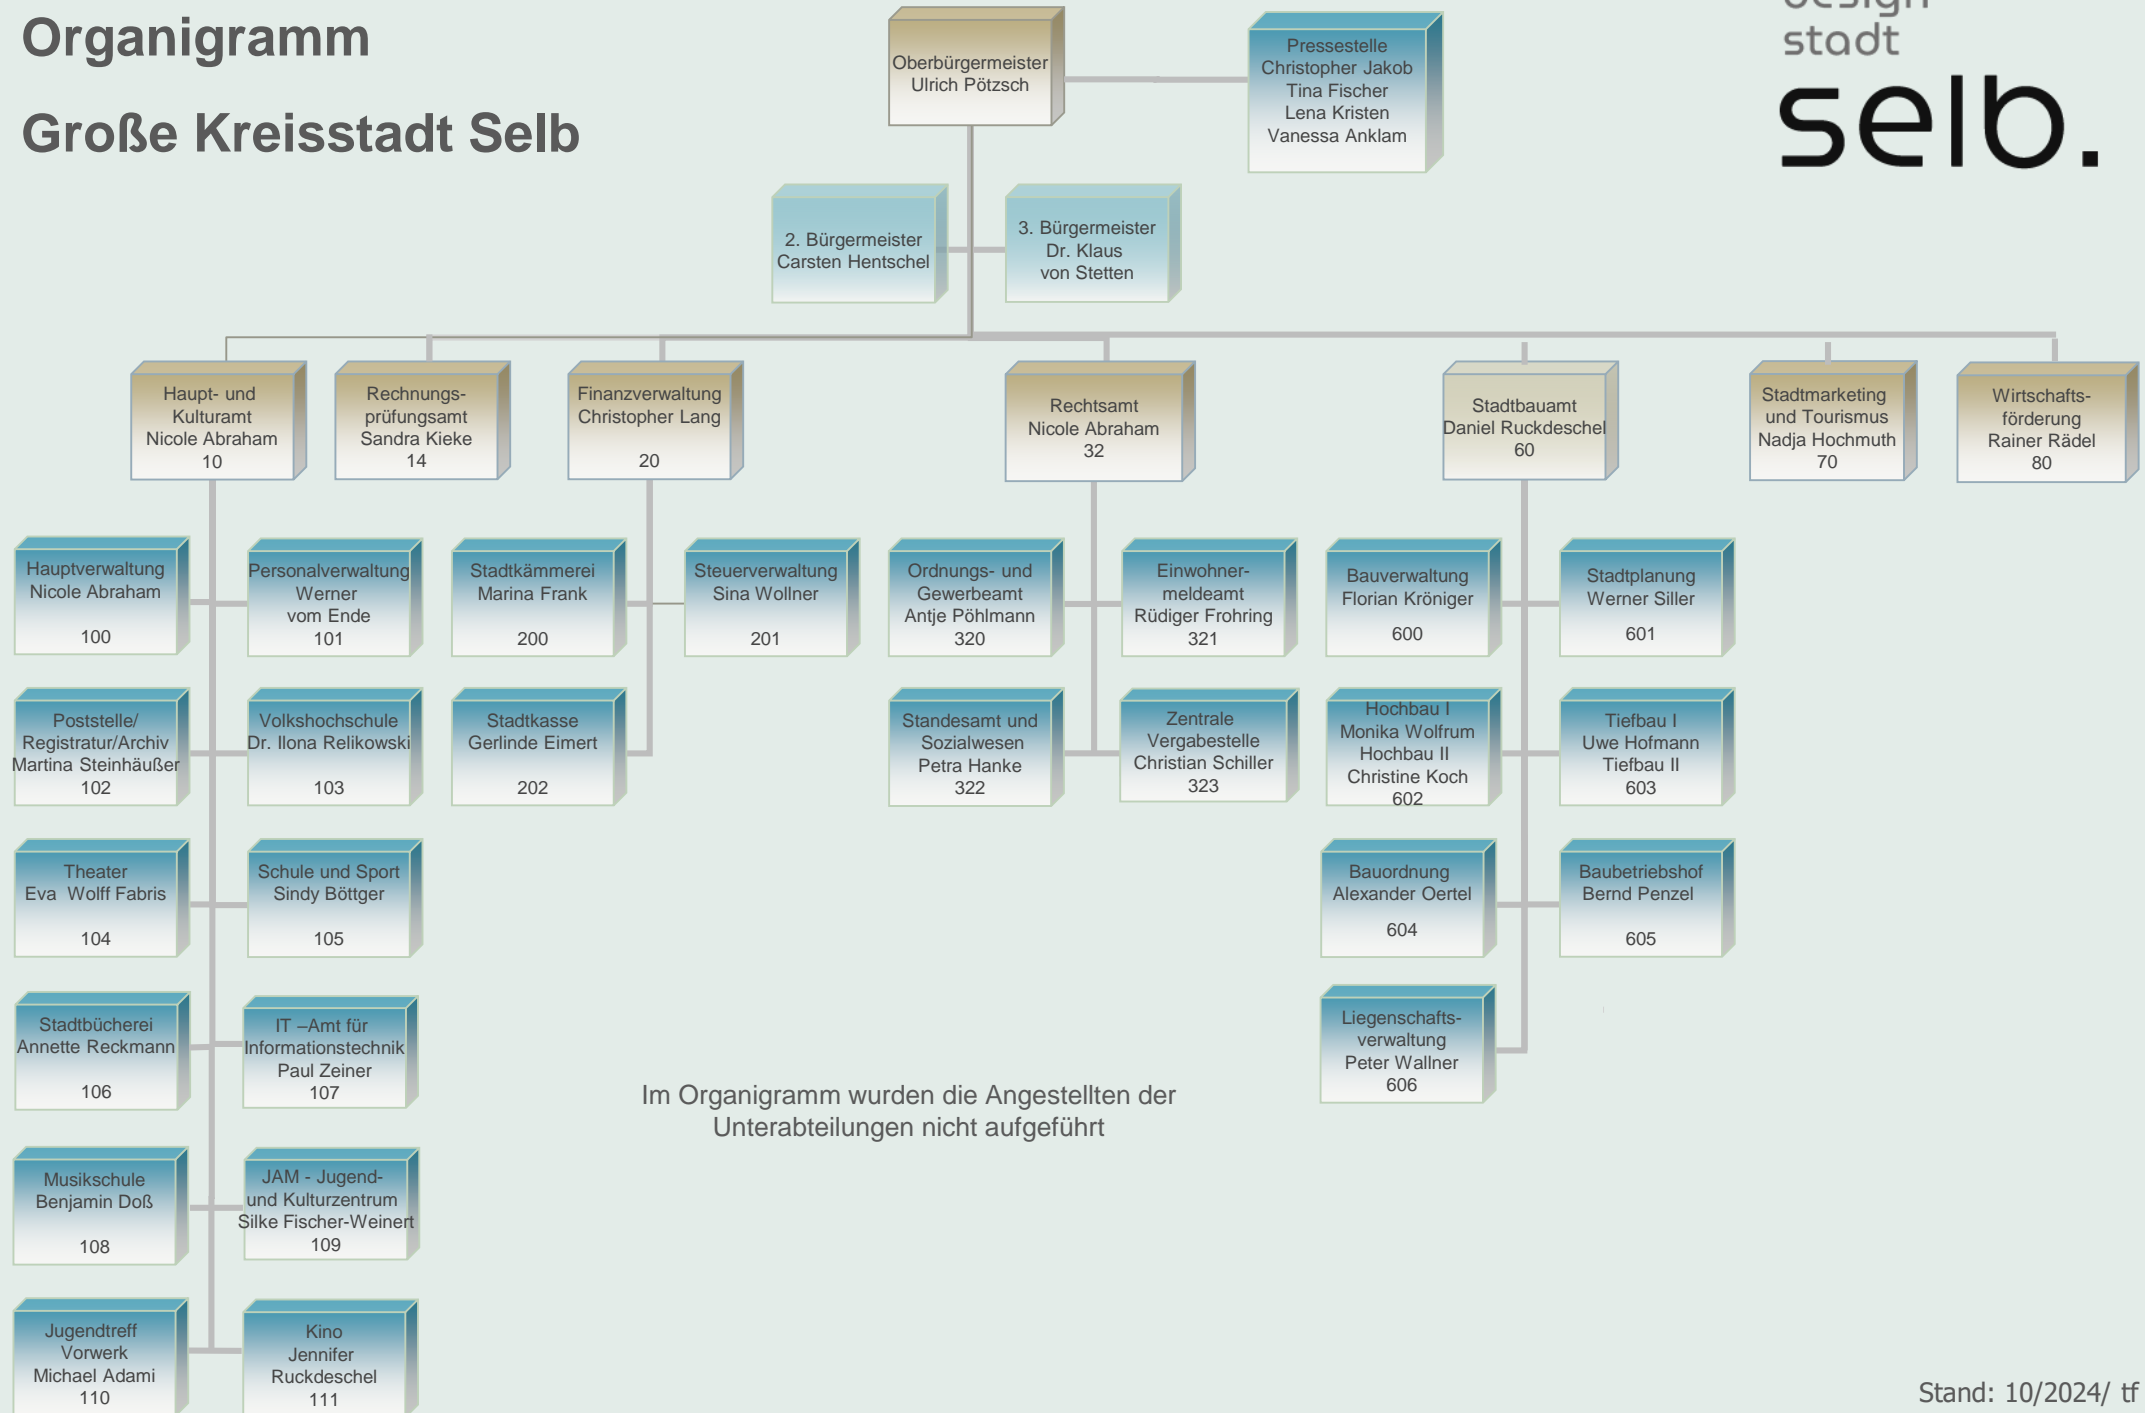 Organigramm
Große Kreisstadt Selb
design
stadt
selb.
Oberbürgermeister
Ulrich Pötzsch
Pressestelle
Christopher Jakob
Tina Fischer
Lena Kristen
Vanessa Anklam
2. Bürgermeister
Carsten Hentschel
3. Bürgermeister
Dr. Klaus
von Stetten
Haupt- und
Kulturamt
Nicole Abraham
10
Rechnungs-
prüfungsamt
Sandra Kieke
14
Finanzverwaltung
Christopher Lang
20
Rechtsamt
Nicole Abraham
32
Stadtbauamt
Daniel Ruckdeschel
60
Stadtmarketing
und Tourismus
Nadja Hochmuth
70
Wirtschafts-
förderung
Rainer Rädel
80
Hauptverwaltung
Nicole Abraham
100
Personalverwaltung
Werner
vom Ende
101
Stadtkämmerei
Marina Frank
200
Steuerverwaltung
Sina Wollner
201
Ordnungs- und
Gewerbeamt
Antje Pöhlmann
320
Einwohner-
meldeamt
Rüdiger Frohring
321
Bauverwaltung
Florian Kröniger
600
Stadtplanung
Werner Siller
601
Poststelle/
Registratur/Archiv
Martina Steinhäußer
102
Volkshochschule
Dr. Ilona Relikowski
103
Stadtkasse
Gerlinde Eimert
202
Standesamt und
Sozialwesen
Petra Hanke
322
Zentrale
Vergabestelle
Christian Schiller
323
Hochbau I
Monika Wolfrum
Hochbau II
Christine Koch
602
Tiefbau I
Uwe Hofmann
Tiefbau II
603
Theater
Eva  Wolff Fabris
104
Schule und Sport
Sindy Böttger
105
Bauordnung
Alexander Oertel
604
Baubetriebshof
Bernd Penzel
605
Stadtbücherei
Annette Reckmann
106
IT –Amt für
Informationstechnik
Paul Zeiner
107
Liegenschafts-
verwaltung
Peter Wallner
606
Im Organigramm wurden die Angestellten der
Unterabteilungen nicht aufgeführt
Musikschule
Benjamin Doß
108
JAM - Jugend-
und Kulturzentrum
Silke Fischer-Weinert
109
Jugendtreff
Vorwerk
Michael Adami
110
Kino
Jennifer
Ruckdeschel
111
Stand: 10/2024/ tf